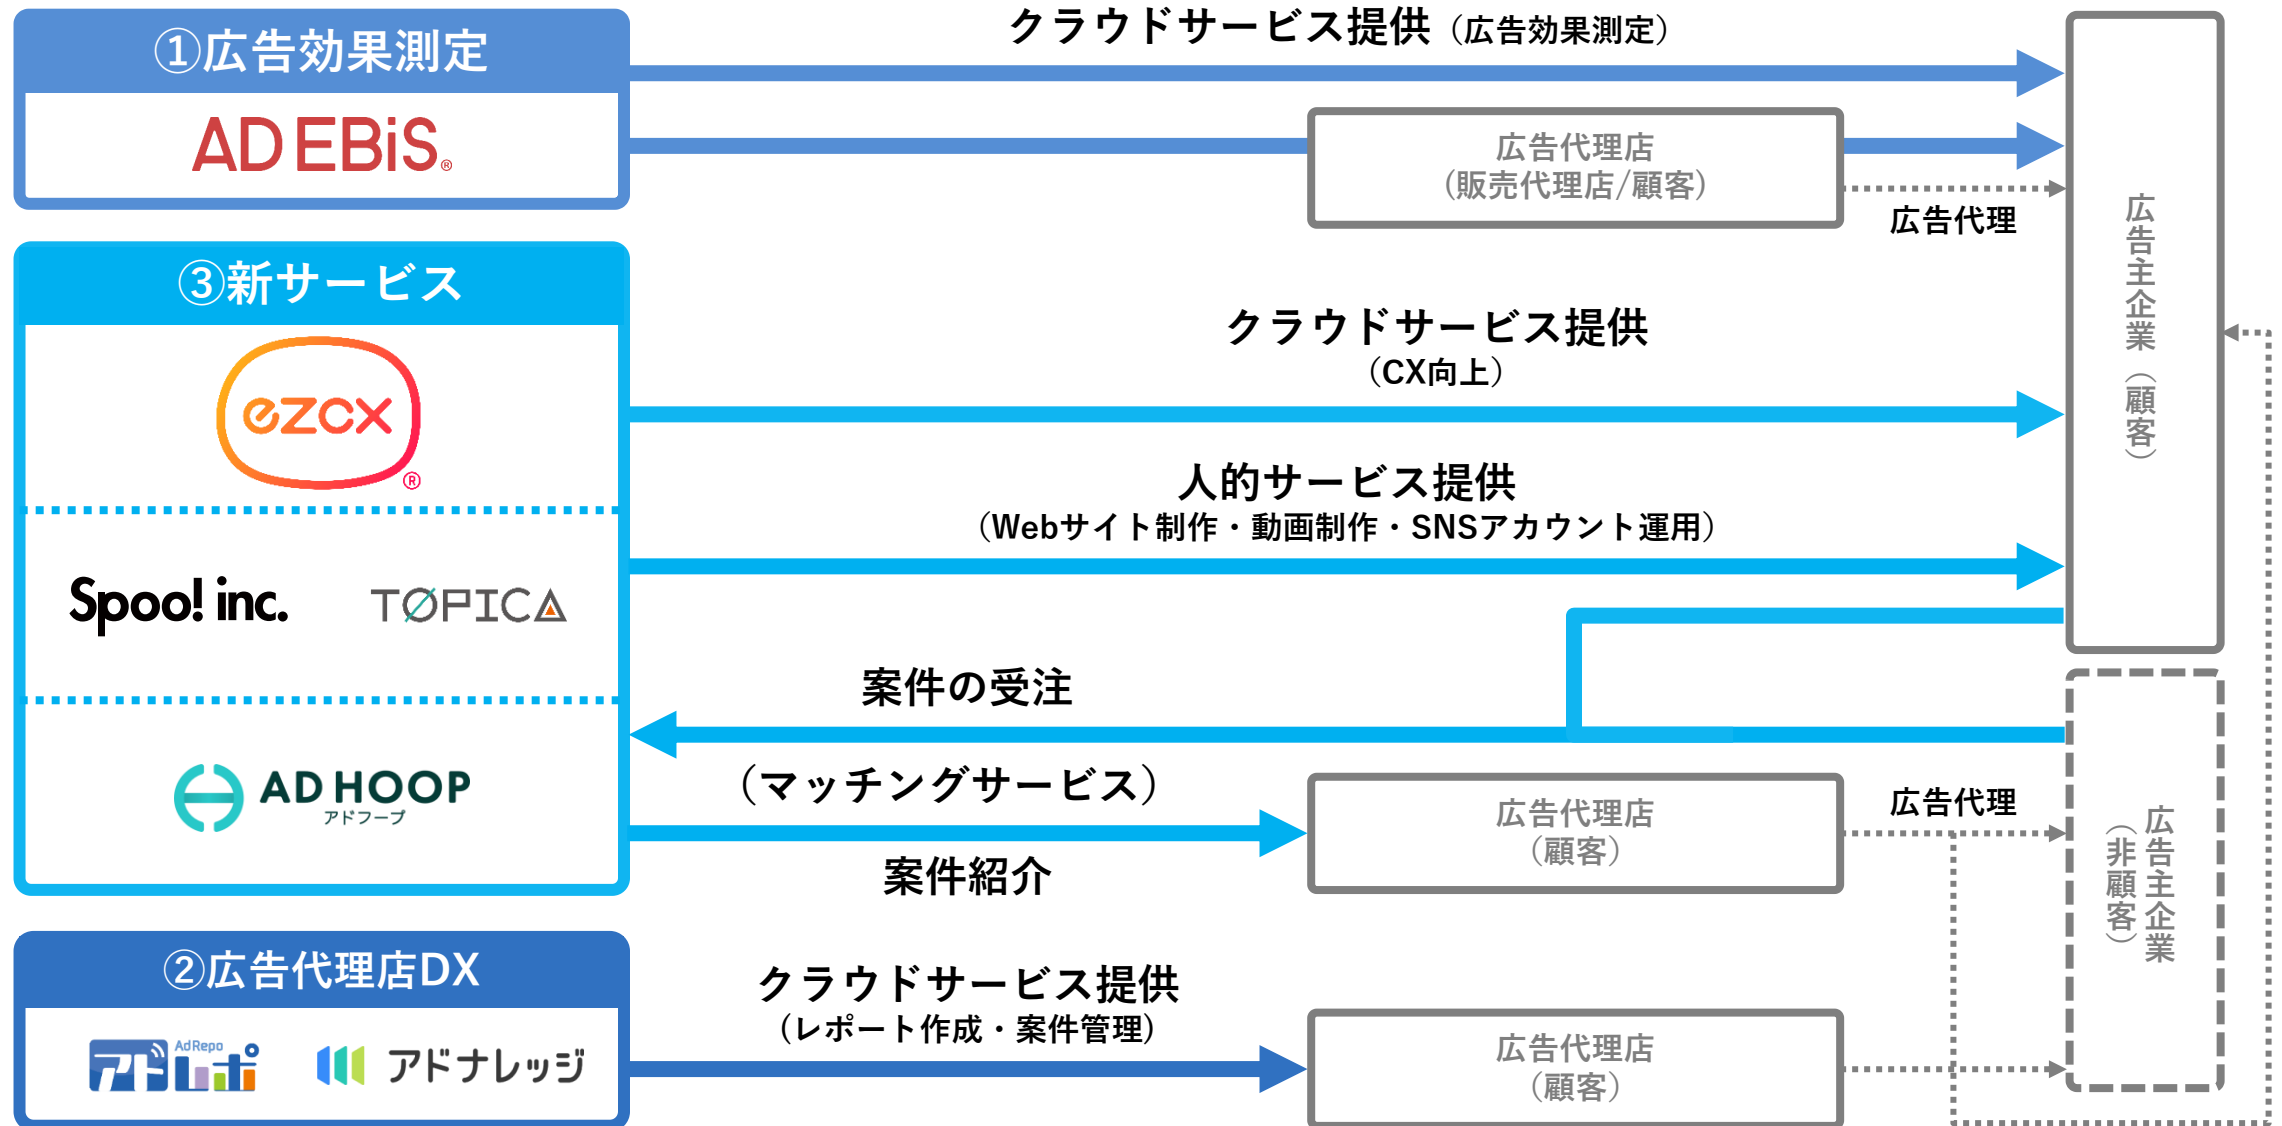 ①広告効果測定
AD EBiS®
クラウドサービス提供（広告効果測定）
広告代理店
（販売代理店/顧客）
広告代理
広告主企業（顧客）
③新サービス
ezcx®
クラウドサービス提供
（CX向上）
人的サービス提供
（Webサイト制作・動画制作・SNSアカウント運用）
Spoo! inc.
TOPICA
案件の受注
（マッチングサービス）
AD HOOP
アドフープ
案件紹介
広告代理店
（顧客）
広告代理
広告主企業
（非顧客）
②広告代理店DX
クラウドサービス提供
（レポート作成・案件管理）
AdRepo
アドレポ
アドナレッジ
広告代理店
（顧客）